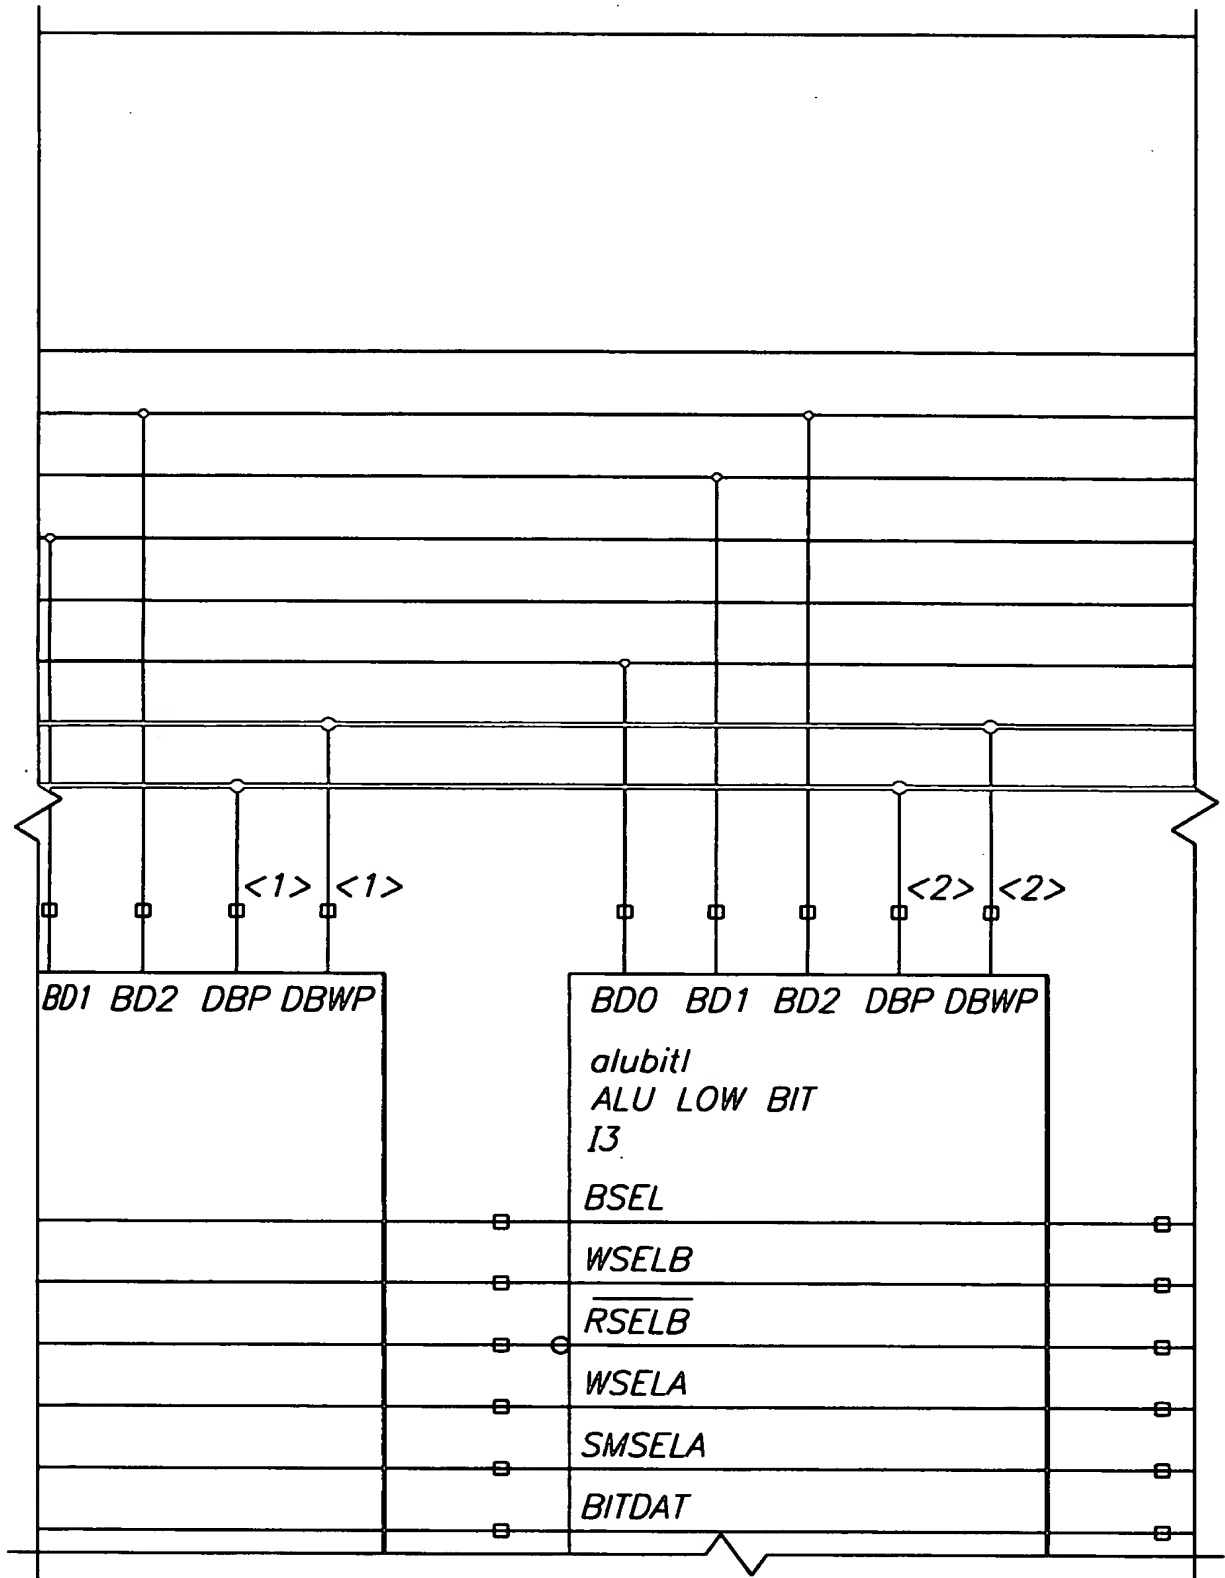 <1> <1> <2> <2>
BD1 BD2 DBP DBWP BD0 BD1 BD2 DBP DBWP
alubitl
ALU LOW BIT
I3
BSEL
WSELB
R̅S̅E̅L̅B̅
WSELA
SMSELA
BITDAT